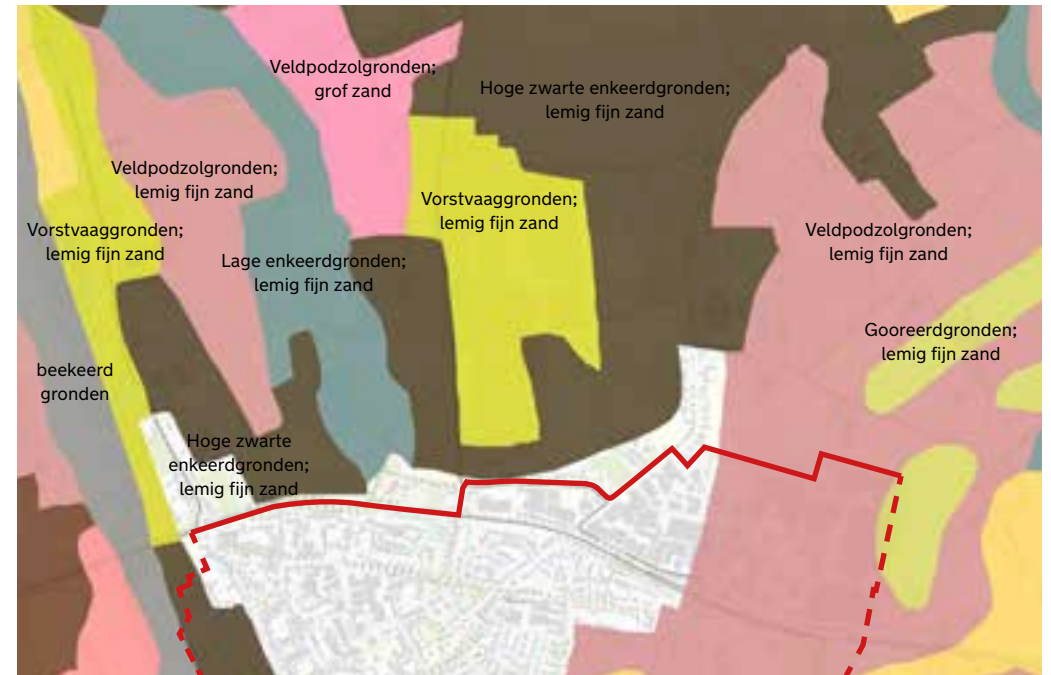 Veldpodzolgronden;
grof zand
Hoge zwarte enkeerdgronden;
lemig fijn zand
Veldpodzolgronden;
lemig fijn zand
Vorstvaaggronden;
lemig fijn zand
Vorstvaaggronden;
lemig fijn zand
Veldpodzolgronden;
lemig fijn zand
Lage enkeerdgronden;
lemig fijn zand
Gooreerdgronden;
lemig fijn zand
beekeerd
gronden
Hoge zwarte
enkeerdgronden;
lemig fijn zand